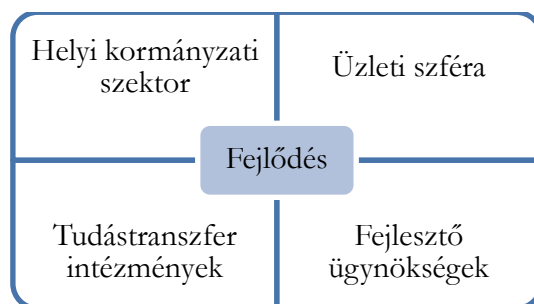 Helyi kormányzati
szektor
Üzleti szféra
Fejlődés
Tudástranszfer
intézmények
Fejlesztő
ügynökségek